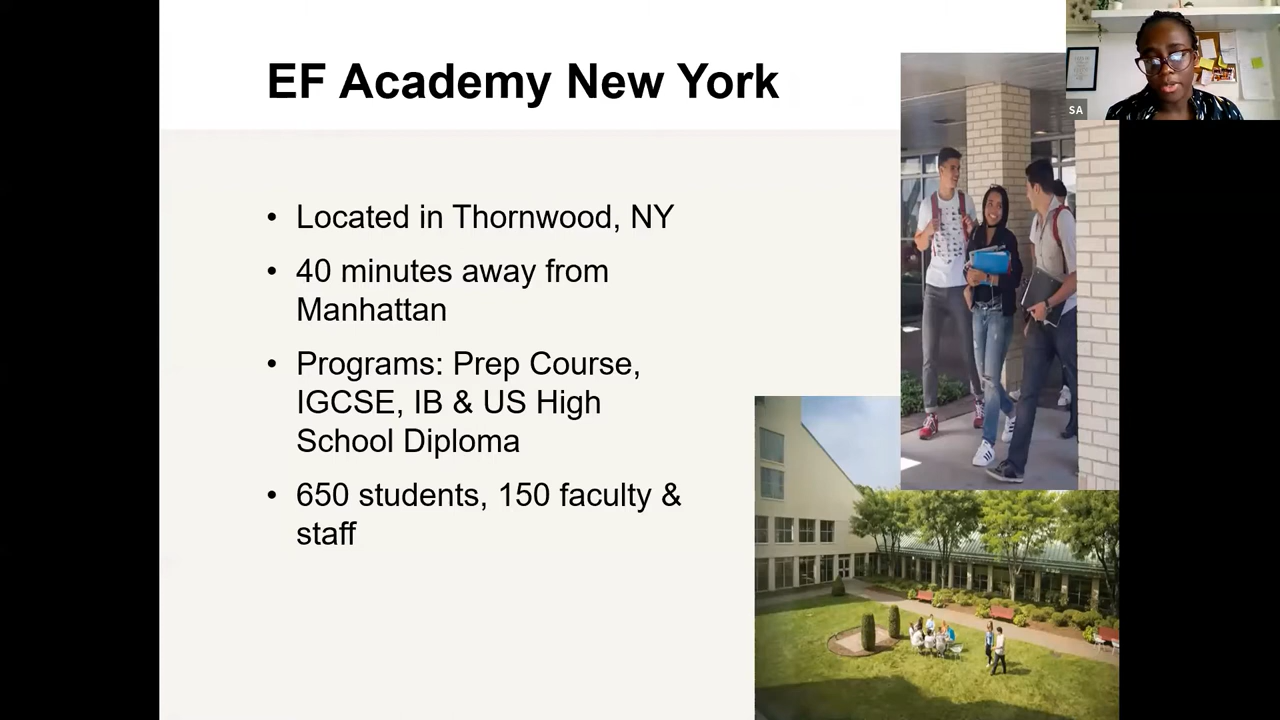 EF Academy New York
SA
• Located in Thornwood, NY
• 40 minutes away from
Manhattan
• Programs: Prep Course,
IGCSE, IB & US High
School Diploma
• 650 students, 150 faculty &
staff